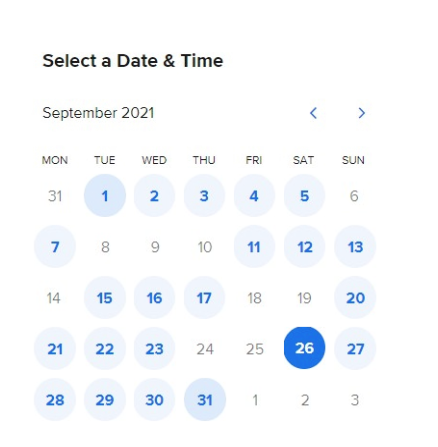 Select a Date & Time
September 2021
MON TUE WED THU FRI SAT SUN
31 1 2 3 4 5 6
7 8 9 10 11 12 13
14 15 16 17 18 19 20
21 22 23 24 25 26 27
28 29 30 31 1 2 3